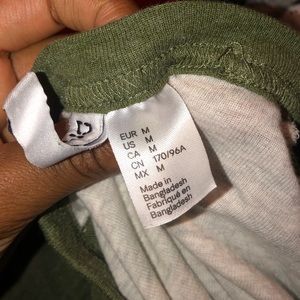 EUR M
US M
CA M
CN 170/96A
MX M
Made in
Bangladesh
Fabriqué en
Bangladesh